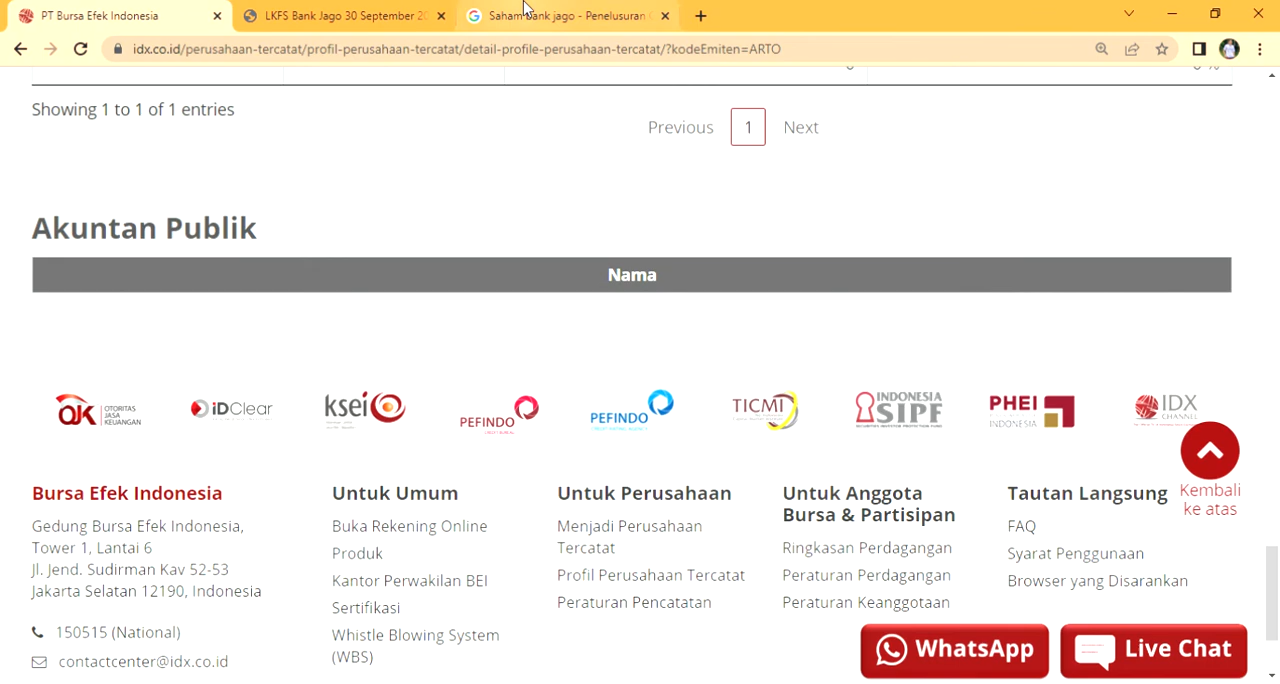 PT Bursa Efek Indonesia
LKFS Bank Jago 30 September 20
Saham bank jago - Penelusuran
idx.co.id/perusahaan-tercatat/profil-perusahaan-tercatat/detail-profile-perusahaan-tercatat/?kodeEmiten=ARTO
Showing 1 to 1 of 1 entries
Previous 1 Next
Akuntan Publik
Nama
OJK OTORITAS JASA KEUANGAN
iDClear
ksei
PEFINDO
PEFINDO
TICMI
INDONESIA SIPF
PHEI INDONESIA
IDX CHANNEL
Kembali
ke atas
Bursa Efek Indonesia
Gedung Bursa Efek Indonesia,
Tower 1, Lantai 6
Jl. Jend. Sudirman Kav 52-53
Jakarta Selatan 12190, Indonesia
150515 (National)
contactcenter@idx.co.id
Untuk Umum
Buka Rekening Online
Produk
Kantor Perwakilan BEI
Sertifikasi
Whistle Blowing System
(WBS)
Untuk Perusahaan
Menjadi Perusahaan
Tercatat
Profil Perusahaan Tercatat
Peraturan Pencatatan
Untuk Anggota
Bursa & Partisipan
Ringkasan Perdagangan
Peraturan Perdagangan
Peraturan Keanggotaan
Tautan Langsung
FAQ
Syarat Penggunaan
Browser yang Disarankan
WhatsApp
Live Chat